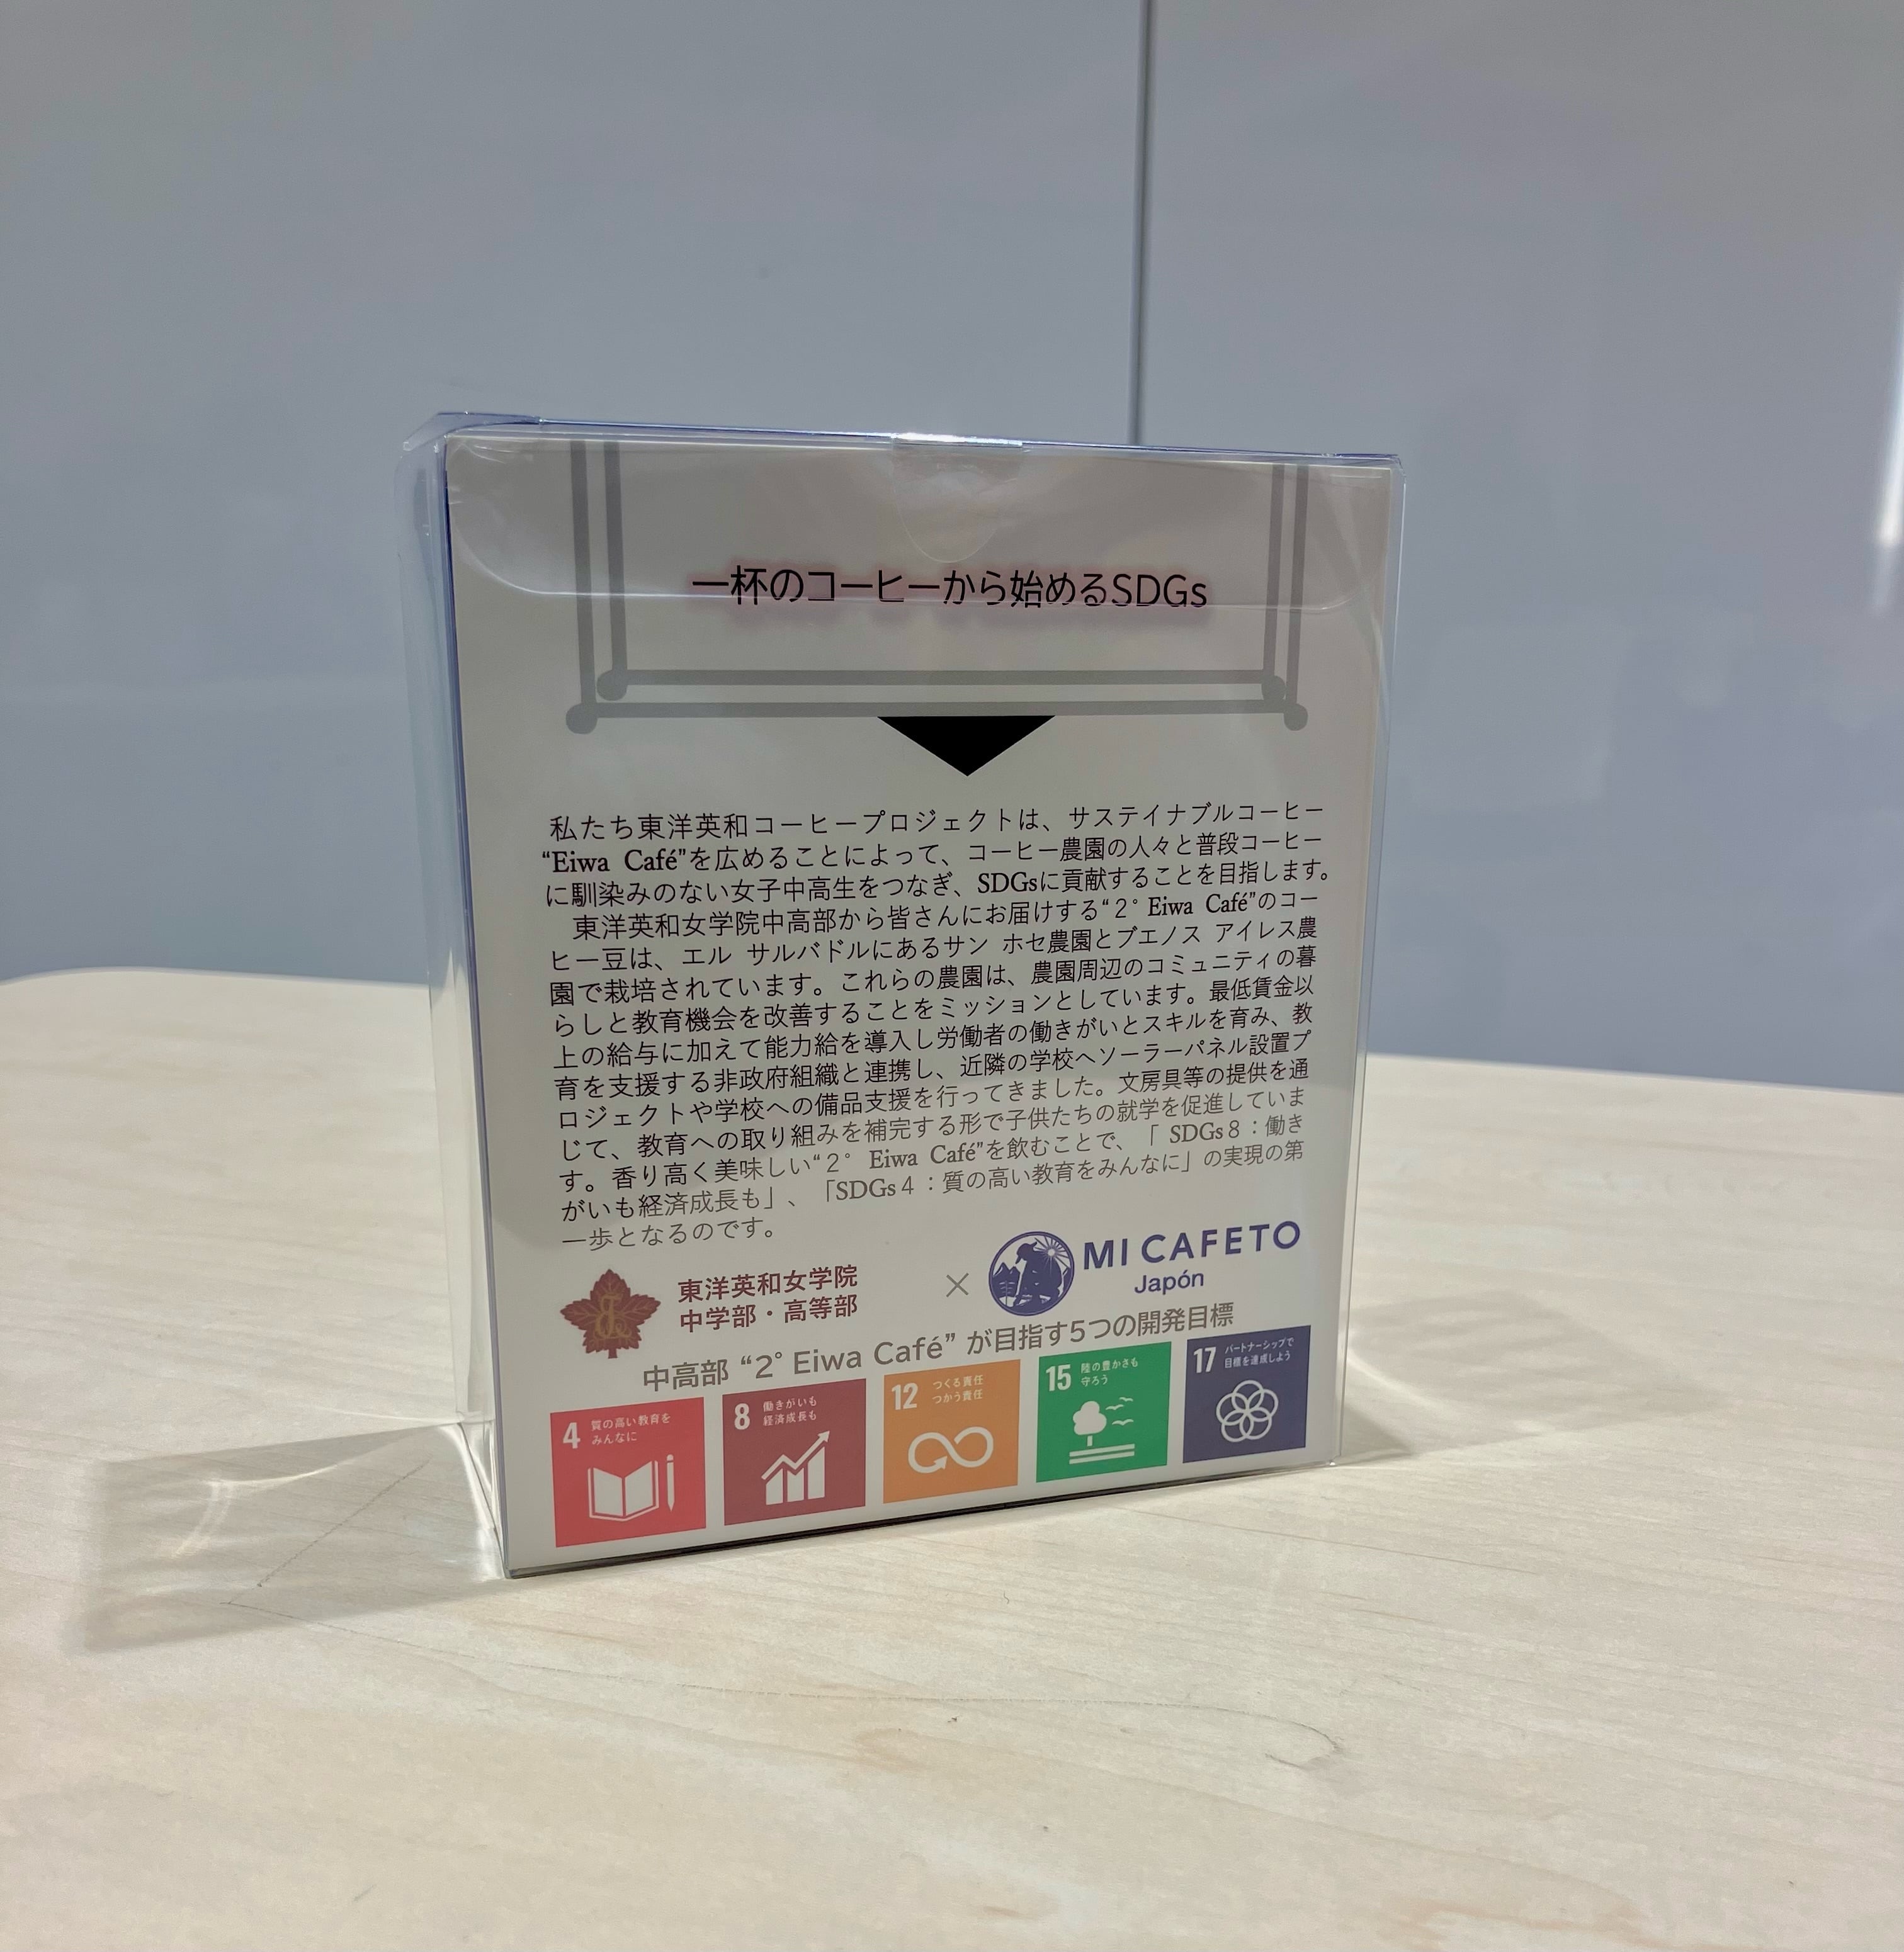 一杯のコーヒーから始めるSDGs
私たち東洋英和コーヒープロジェクトは、サステイナブルコーヒー
“Eiwa Café”を広めることによって、コーヒー農園の人々と普段コーヒー
に馴染みのない女子中高生をつなぎ、SDGsに貢献することを目指します。
東洋英和女学院中高部から皆さんにお届けする“2° Eiwa Café”のコー
ヒー豆は、エル サルバドルにあるサン ホセ農園とブエノス アイレス農
園で栽培されています。これらの農園は、農園周辺のコミュニティの暮
らしと教育機会を改善することをミッションとしています。最低賃金以
上の給与に加えて能力給を導入し労働者の働きがいとスキルを育み、教
育を支援する非政府組織と連携し、近隣の学校へソーラーパネル設置プ
ロジェクトや学校への備品支援を行ってきました。文房具等の提供を通
じて、教育への取り組みを補完する形で子供たちの就学を促進していま
す。香り高く美味しい“2° Eiwa Café”を飲むことで、「 SDGs８：働き
がいも経済成長も」、「SDGs４：質の高い教育をみんなに」の実現の第
一歩となるのです。
東洋英和女学院
中学部・高等部
×
MI CAFETO
Japón
中高部 “2° Eiwa Café” が目指す5つの開発目標
4 質の高い教育を
みんなに
8 働きがいも
経済成長も
12 つくる責任
つかう責任
15 陸の豊かさも
守ろう
17 パートナーシップで
目標を達成しよう